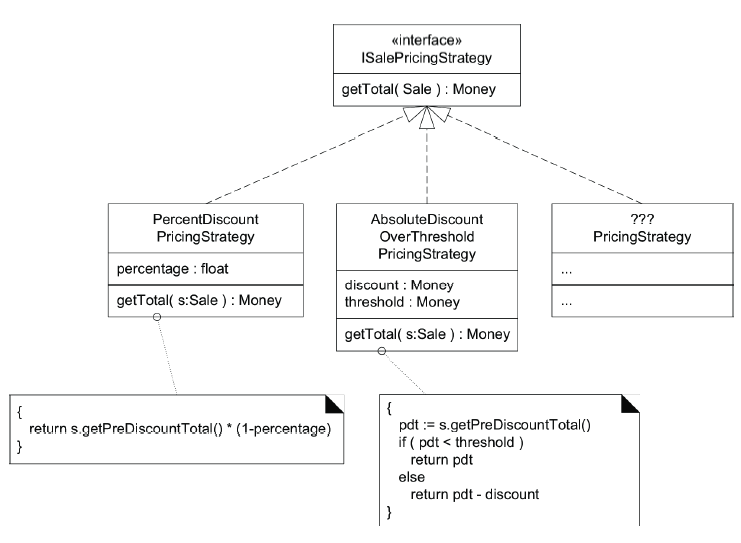 «interface»
ISalePricingStrategy
getTotal( Sale ) : Money
PercentDiscount
PricingStrategy
percentage : float
getTotal( s:Sale ) : Money
AbsoluteDiscount
OverThreshold
PricingStrategy
discount : Money
threshold : Money
getTotal( s:Sale ) : Money
???
PricingStrategy
...
...
{
return s.getPreDiscountTotal() * (1-percentage)
}
{
pdt := s.getPreDiscountTotal()
if ( pdt < threshold )
return pdt
else
return pdt - discount
}